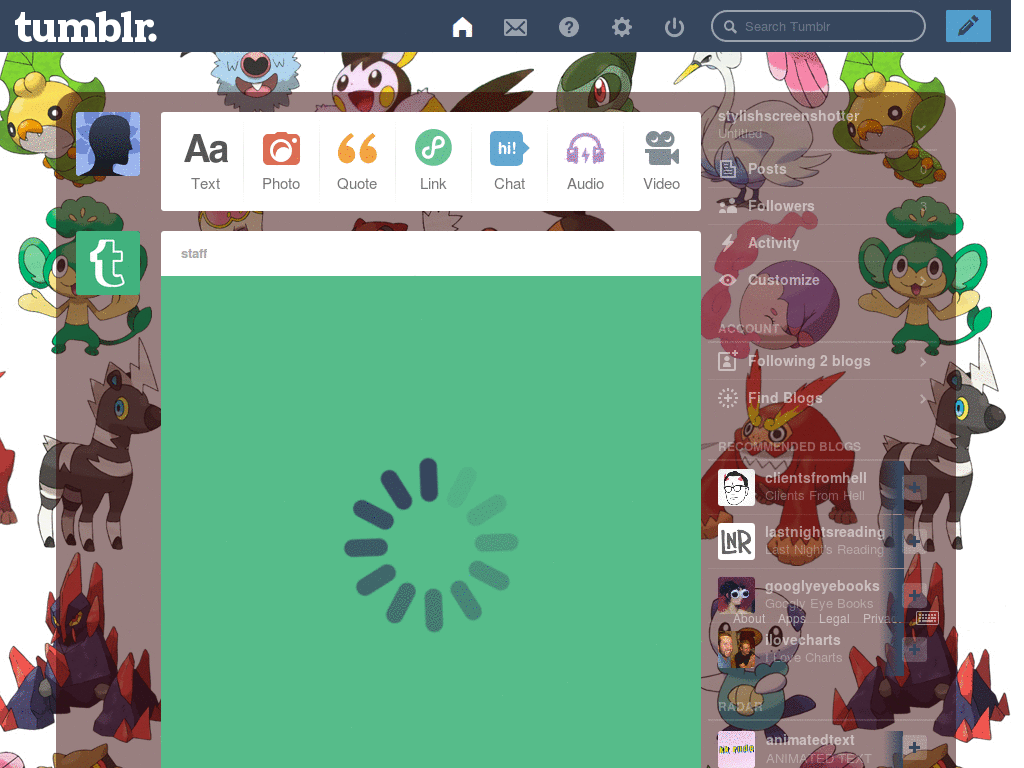 tumblr.
Search Tumblr
Aa
hi!
Text
Photo
Quote
Link
Chat
Audio
Video
stylishscreenshotter
Untitled
Posts
0
Followers
3
Activity
Customize
ACCOUNT
Following 2 blogs
Find Blogs
t
staff
RECOMMENDED BLOGS
clientsfromhell
Clients From Hell
LNR
lastnightsreading
Last Night's Reading
googlyeyebooks
Googly Eye Books
About Apps Legal Privac...
ilovecharts
I Love Charts
RADAR
animatedtext
ANIMATED TEXT